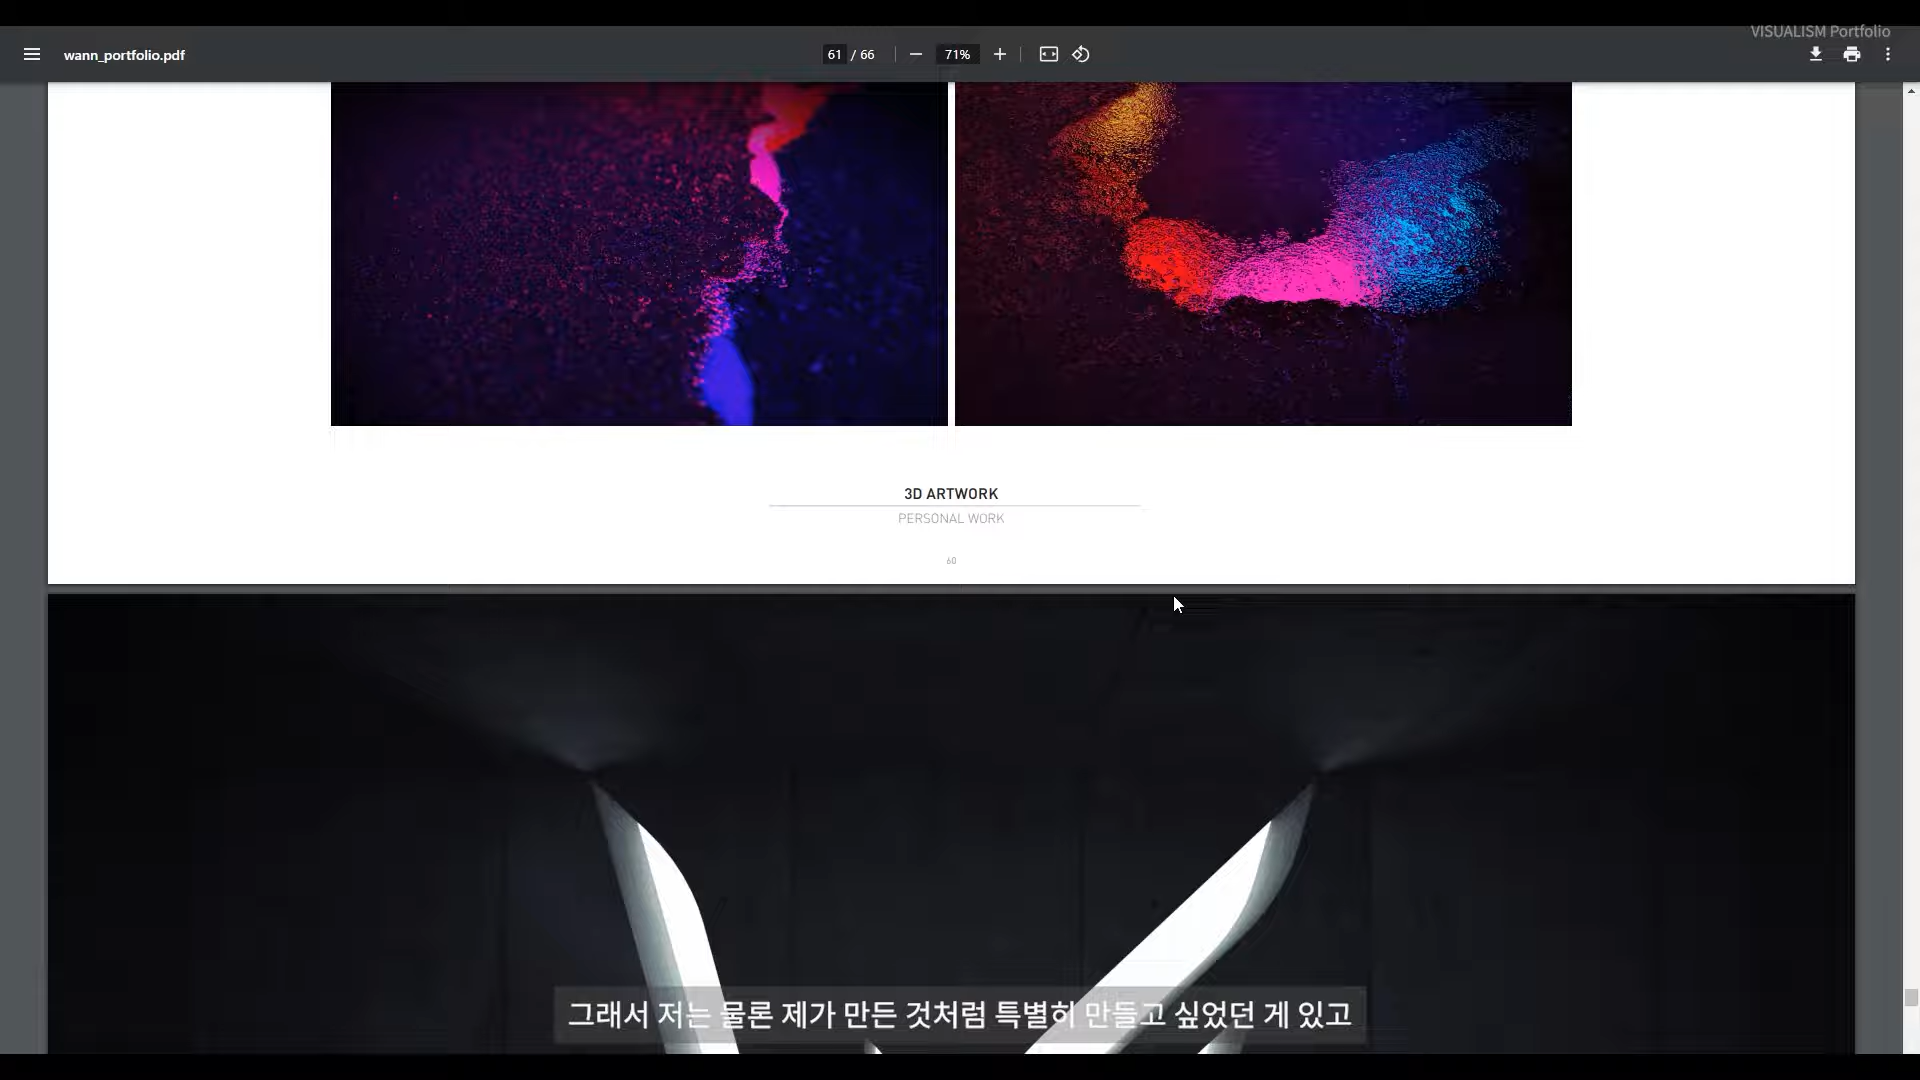 VISUALISM Portfolio
wann_portfolio.pdf
61 / 66
71%
3D ARTWORK
PERSONAL WORK
60
그래서 저는 물론 제가 만든 것처럼 특별히 만들고 싶었던 게 있고